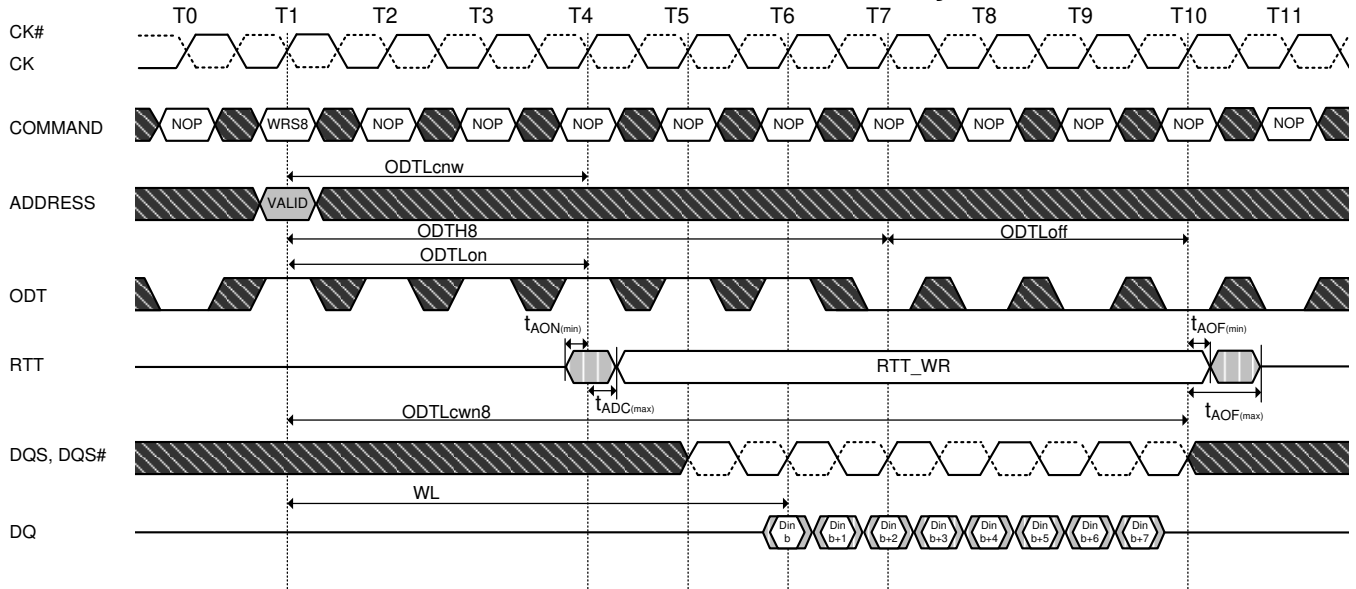 T0 T1 T2 T3 T4 T5 T6 T7 T8 T9 T10 T11
CK#
CK
COMMAND NOP WRS8 NOP NOP NOP NOP NOP NOP NOP NOP NOP NOP
ODTLcnw
ADDRESS VALID
ODTH8 ODTLoff
ODTLon
ODT
tAON(min) tAOF(min)
RTT RTT_WR
tADC(max) tAOF(max)
ODTLcwn8
DQS, DQS#
WL
DQ Din b Din b+1 Din b+2 Din b+3 Din b+4 Din b+5 Din b+6 Din b+7